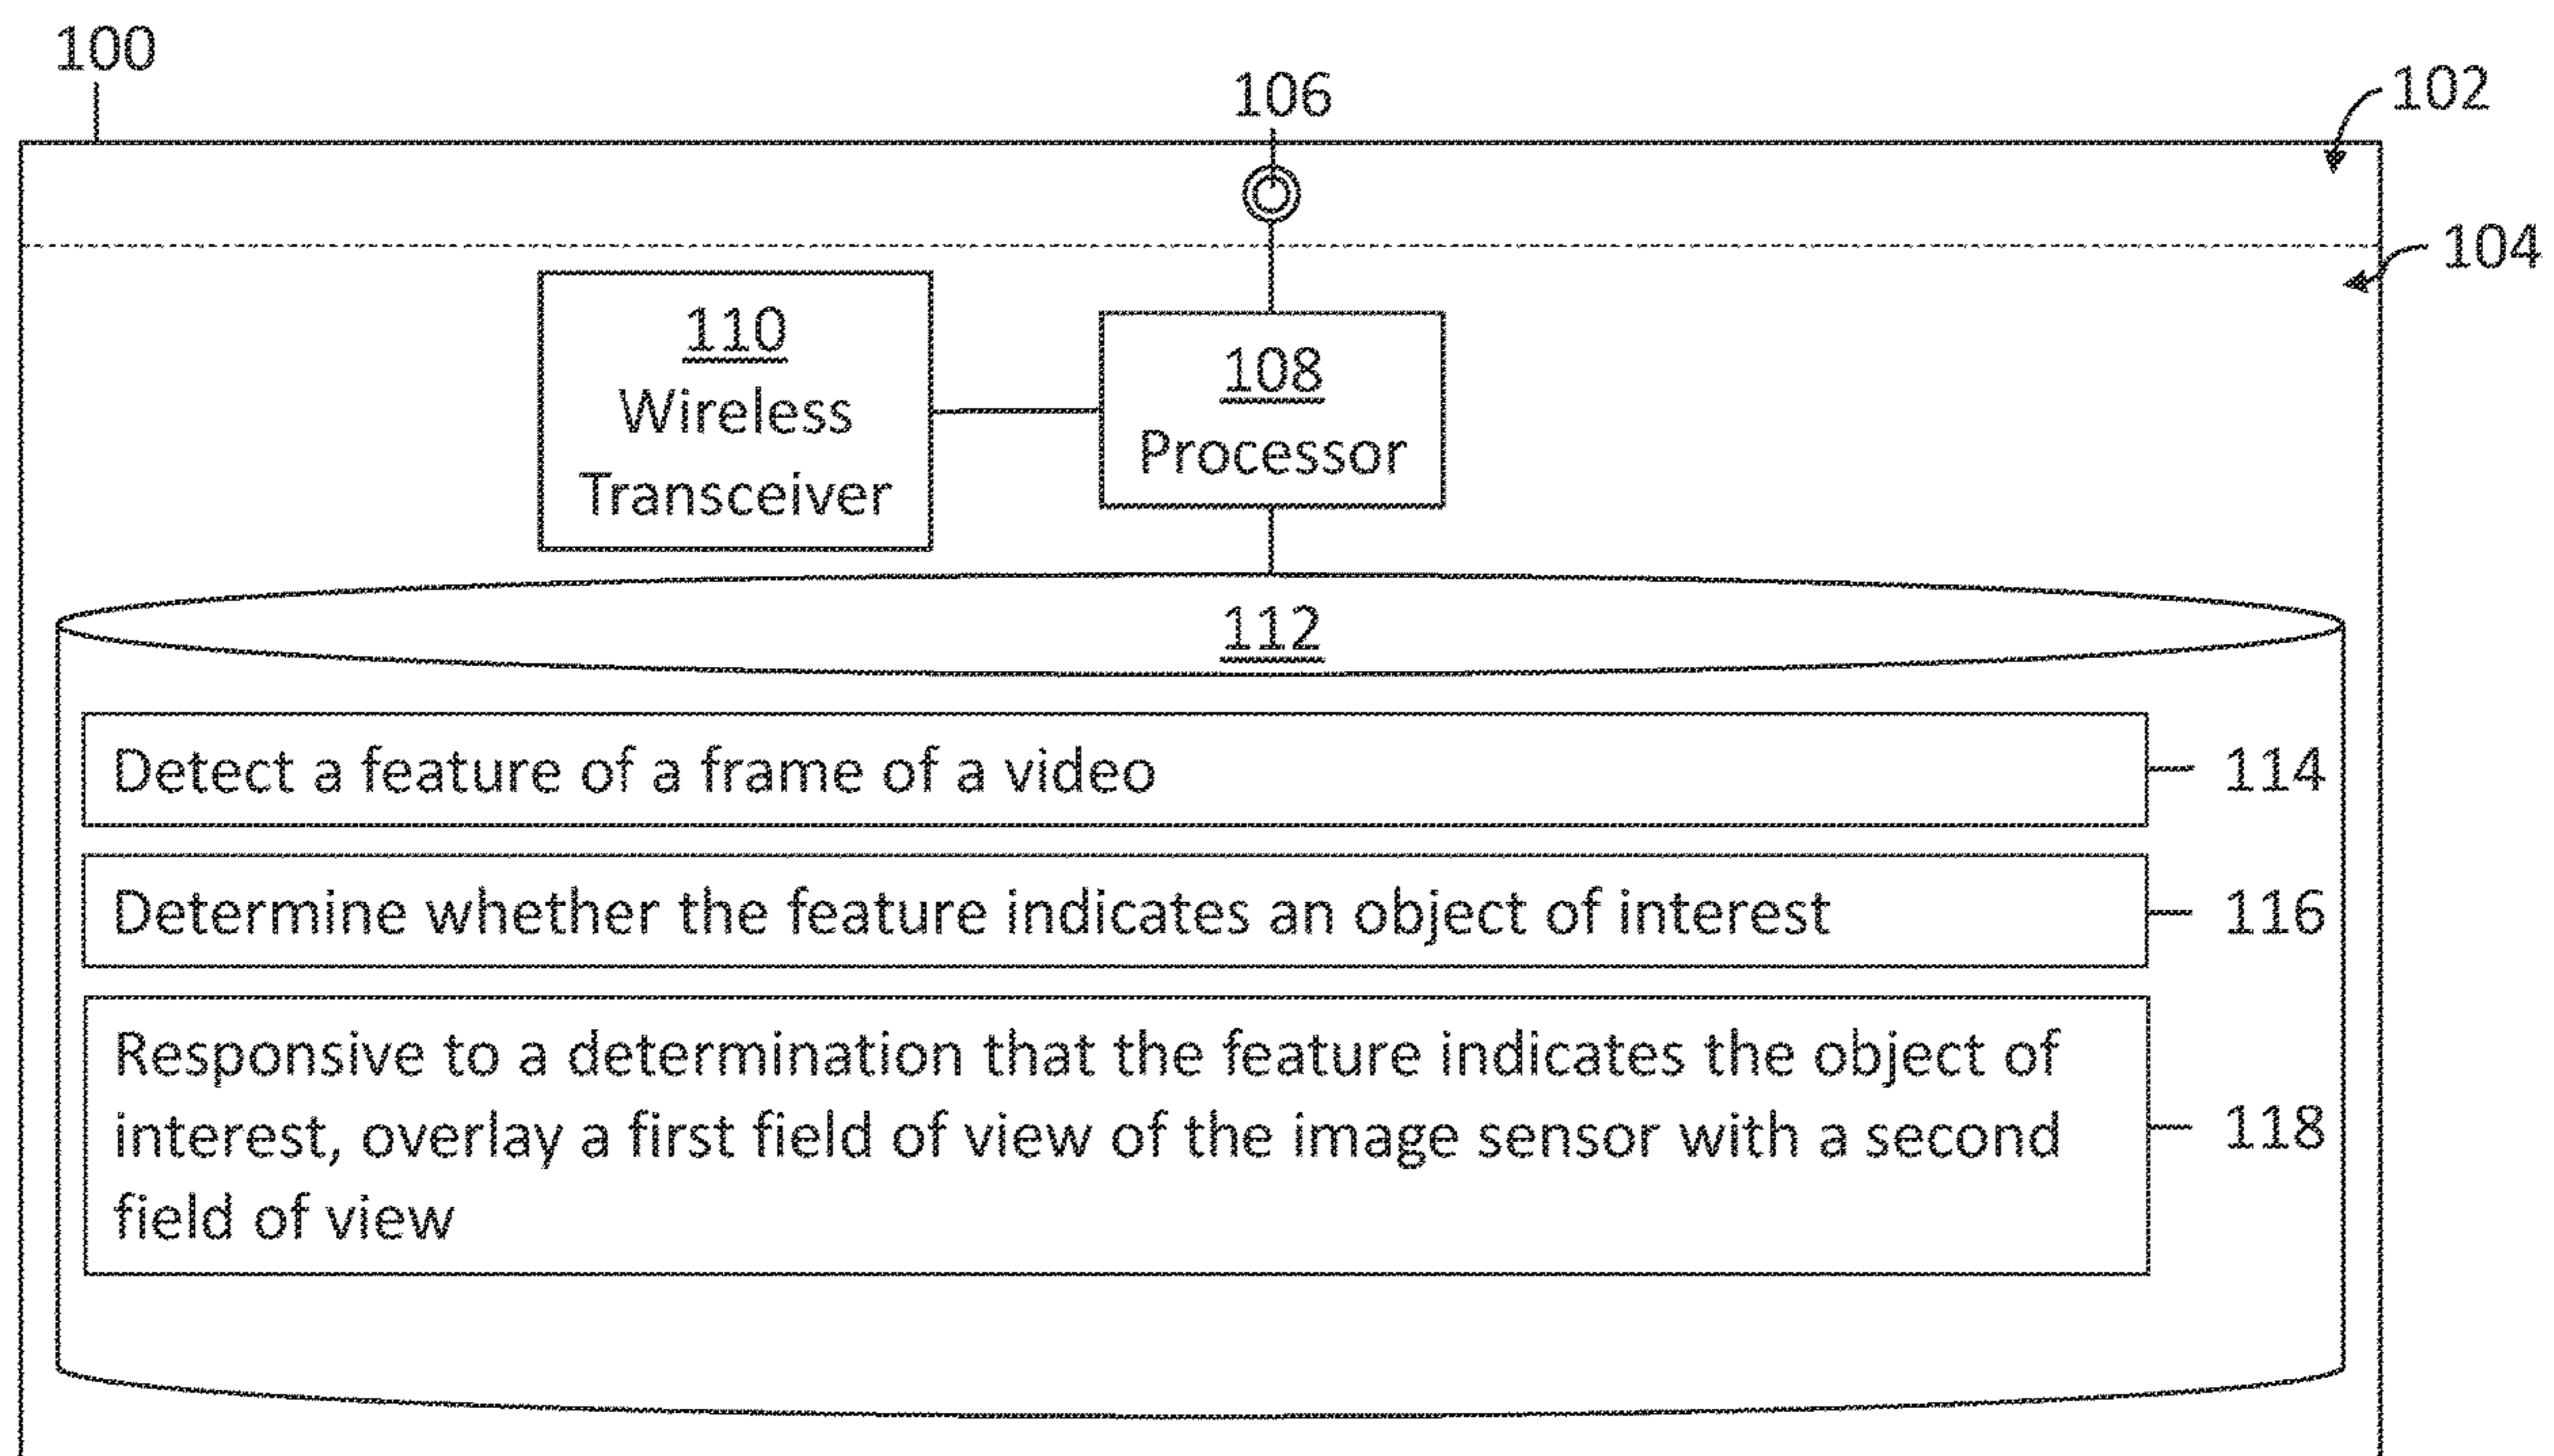 100
106
102
104
110
Wireless
Transceiver
108
Processor
112
Detect a feature of a frame of a video
114
Determine whether the feature indicates an object of interest
116
Responsive to a determination that the feature indicates the object of
interest, overlay a first field of view of the image sensor with a second
field of view
118